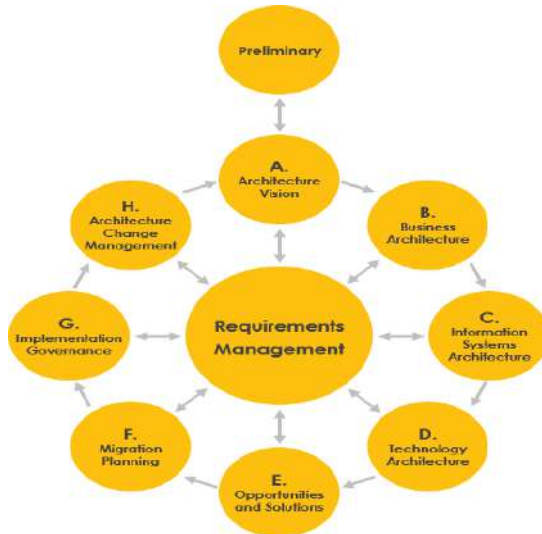 Preliminary
A.
Architecture
Vision
H.
Architecture
Change
Management
B.
Business
Architecture
G.
Implementation
Governance
Requirements
Management
C.
Information
Systems
Architecture
F.
Migration
Planning
D.
Technology
Architecture
E.
Opportunities
and Solutions